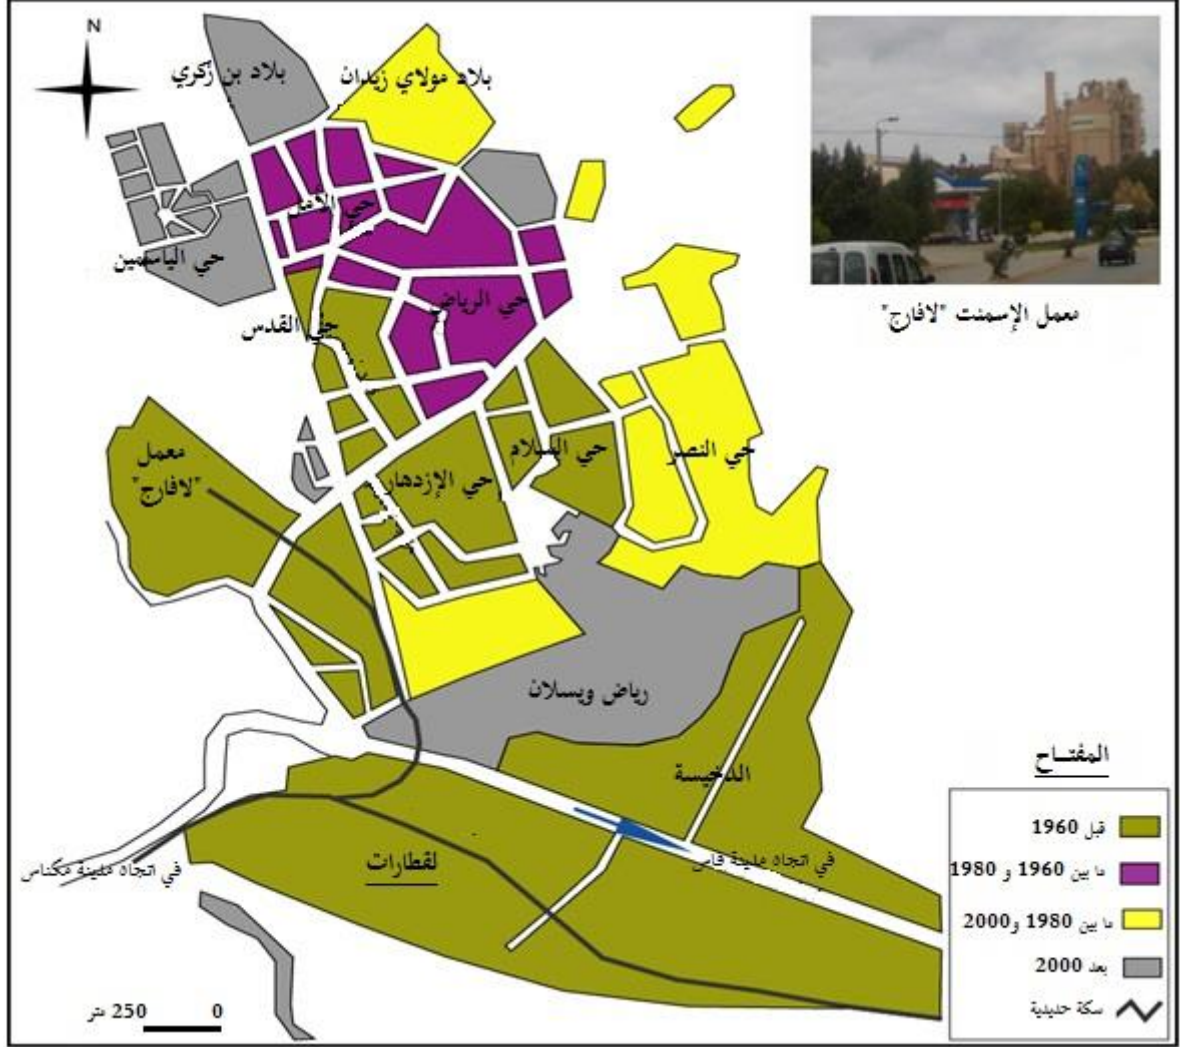 N
بلاد بن زكري
بلاد مولاي زيدان
حي الأمل
حي الياسمين
حي الرياض
حي القدس
معمل الإسمنت "لافارج"
حي السلام
حي النصر
معمل
"لافارج"
حي الإزدهار
رياض ويسلان
الدخيسة
لقطارات
في اتجاه مدينة فاس
في اتجاه مدينة مكناس
المفتـاح
قبل 1960
ما بين 1960 و 1980
ما بين 1980 و2000
بعد 2000
سكة حديدية
0 250 متر